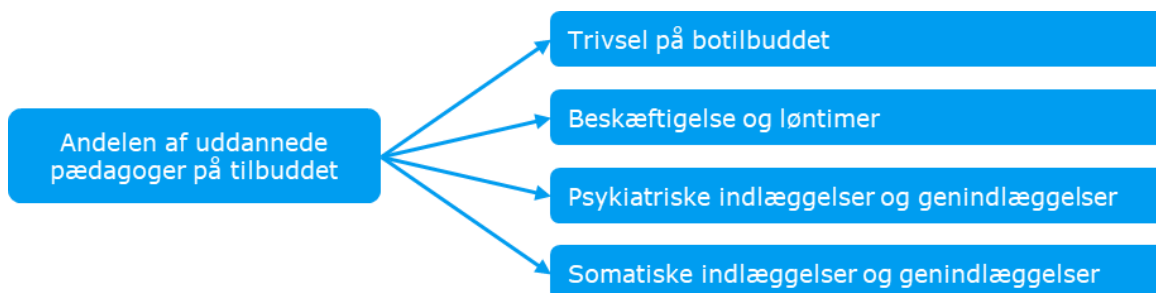 Andelen af uddannede
pædagoger på tilbuddet
Trivsel på botilbuddet
Beskæftigelse og løntimer
Psykiatriske indlæggelser og genindlæggelser
Somatiske indlæggelser og genindlæggelser